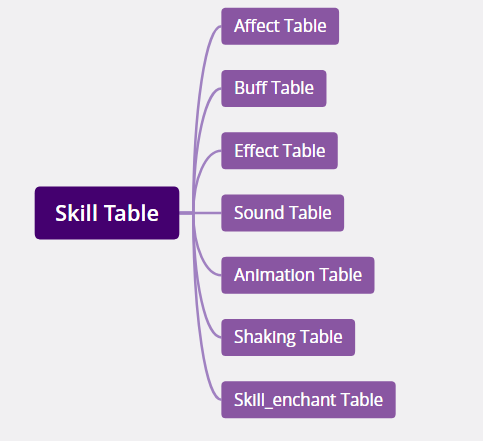 Skill Table
Affect Table
Buff Table
Effect Table
Sound Table
Animation Table
Shaking Table
Skill_enchant Table